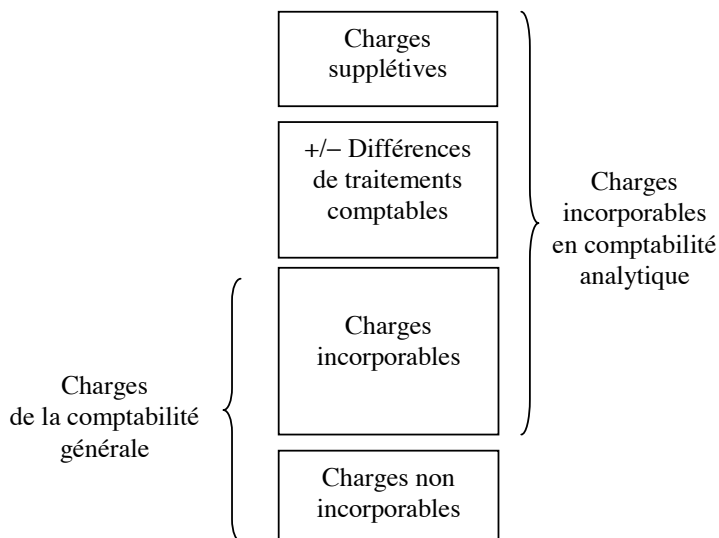 Charges
supplétives
+/− Différences
de traitements
comptables
Charges
incorporables
en comptabilité
analytique
Charges
incorporables
Charges
de la comptabilité
générale
Charges non
incorporables